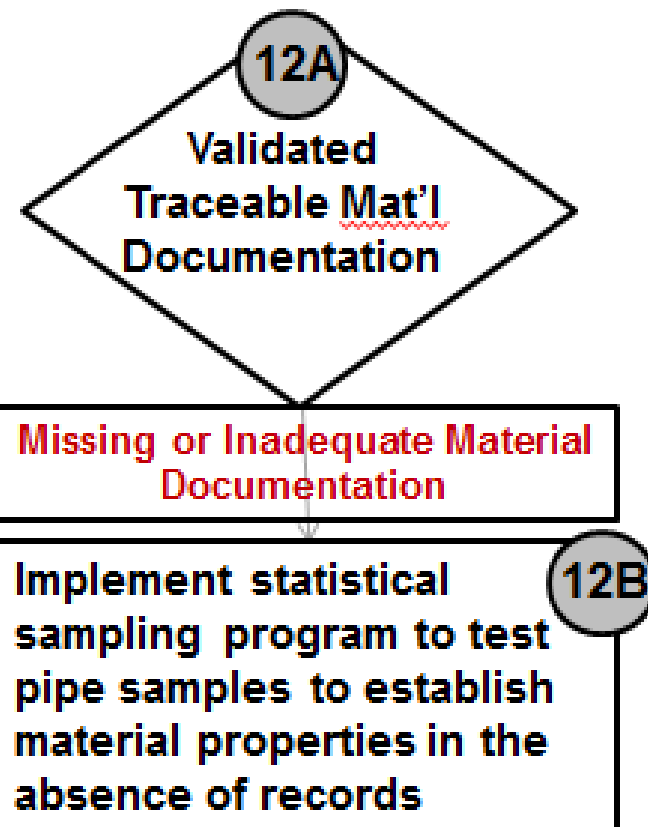 12A
Validated
Traceable Mat'l
Documentation
Missing or Inadequate Material
Documentation
12B
Implement statistical
sampling program to test
pipe samples to establish
material properties in the
absence of records